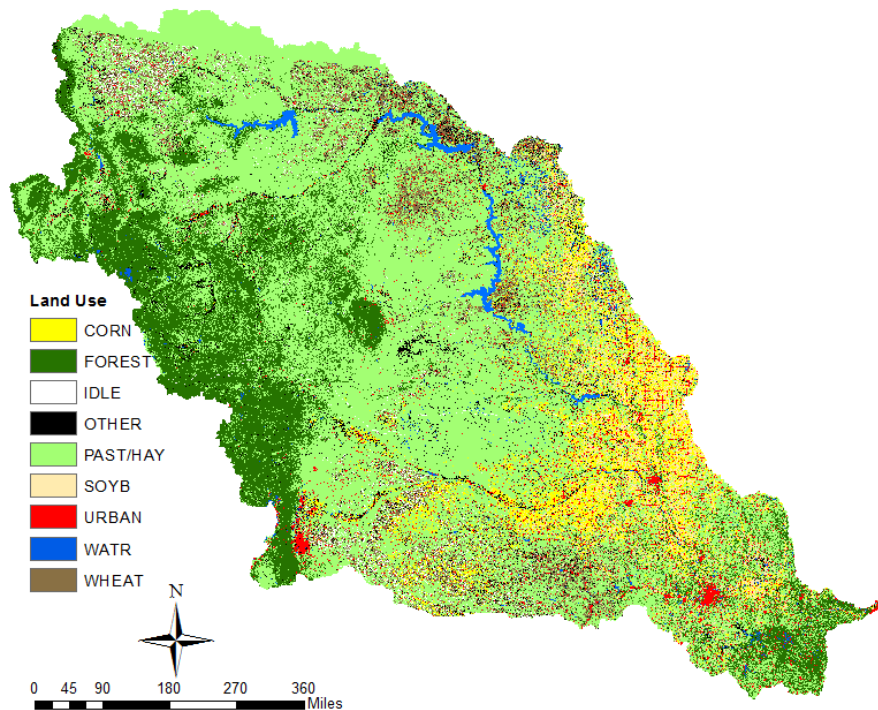 Land Use
CORN
FOREST
IDLE
OTHER
PAST/HAY
SOYB
URBAN
WATR
WHEAT
N
0 45 90 180 270 360
Miles